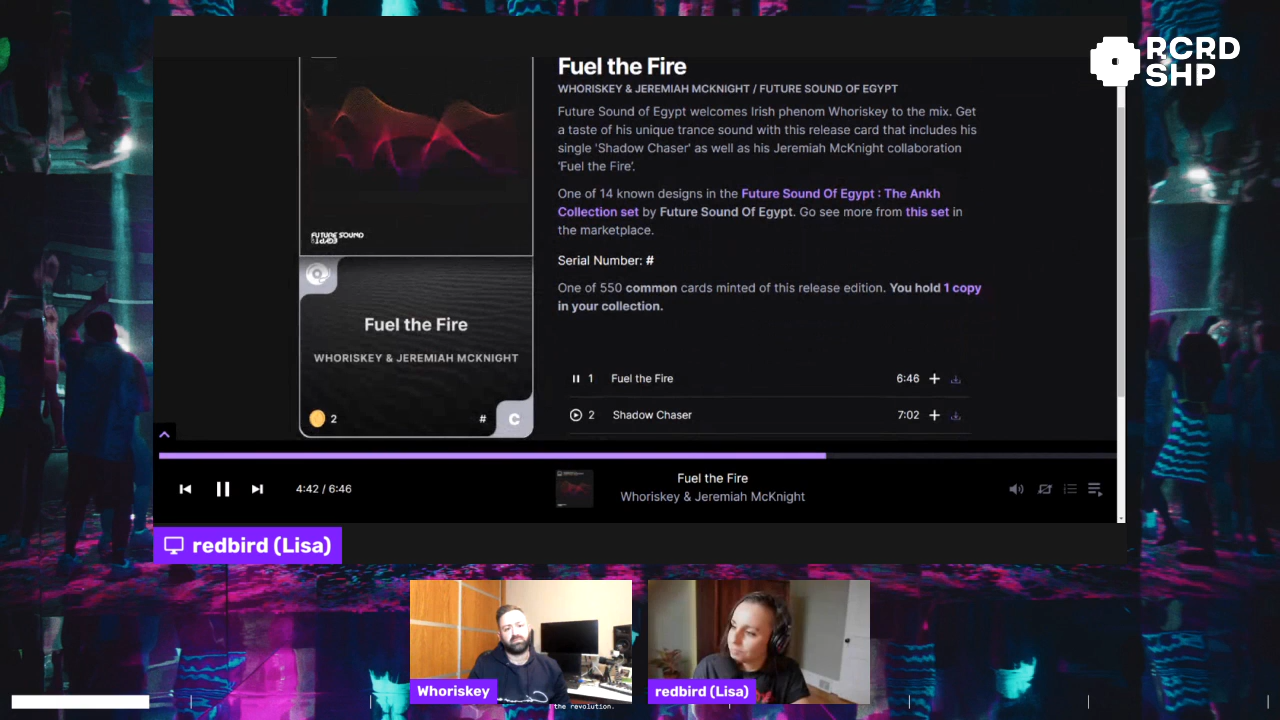 RCRD
SHP
Fuel the Fire
WHORISKEY & JEREMIAH MCKNIGHT / FUTURE SOUND OF EGYPT
Future Sound of Egypt welcomes Irish phenom Whoriskey to the mix. Get
a taste of his unique trance sound with this release card that includes his
single 'Shadow Chaser' as well as his Jeremiah McKnight collaboration
'Fuel the Fire'.
One of 14 known designs in the Future Sound Of Egypt : The Ankh
Collection set by Future Sound Of Egypt. Go see more from this set in
the marketplace.
Serial Number: #
One of 550 common cards minted of this release edition. You hold 1 copy
in your collection.
FUTURE SOUND
Fuel the Fire
WHORISKEY & JEREMIAH MCKNIGHT
2 # C
1 Fuel the Fire 6:46
2 Shadow Chaser 7:02
4:42 / 6:46
Fuel the Fire
Whoriskey & Jeremiah McKnight
redbird (Lisa)
Whoriskey
redbird (Lisa)
the revolution.